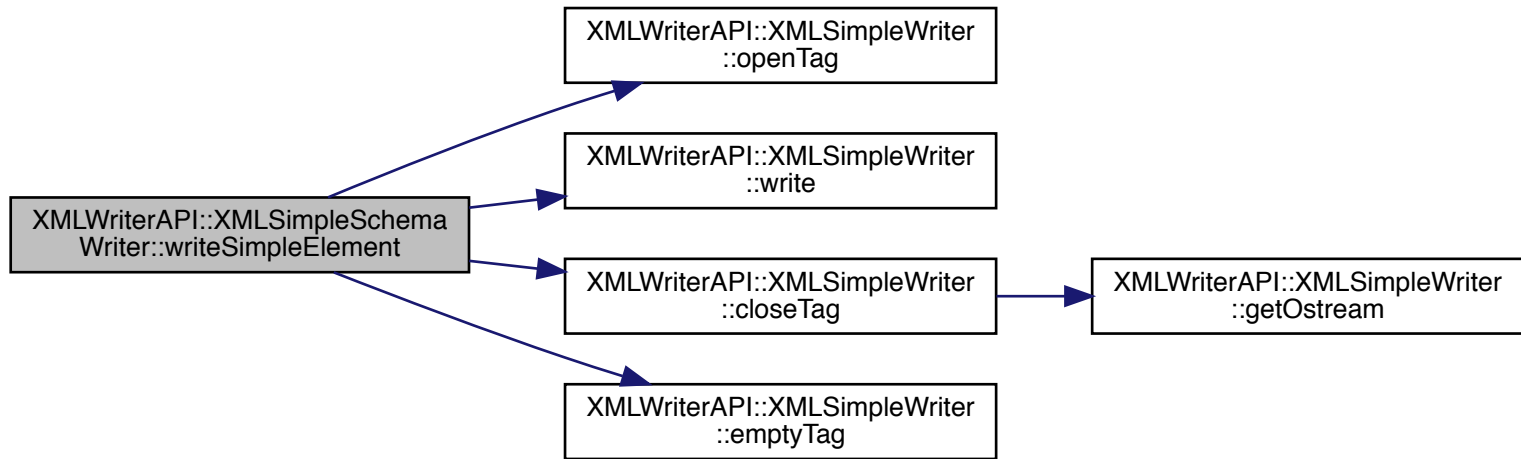 XMLWriterAPI::XMLSimpleWriter
::openTag
XMLWriterAPI::XMLSimpleWriter
::write
XMLWriterAPI::XMLSimpleSchema
Writer::writeSimpleElement
XMLWriterAPI::XMLSimpleWriter
::closeTag
XMLWriterAPI::XMLSimpleWriter
::getOstream
XMLWriterAPI::XMLSimpleWriter
::emptyTag